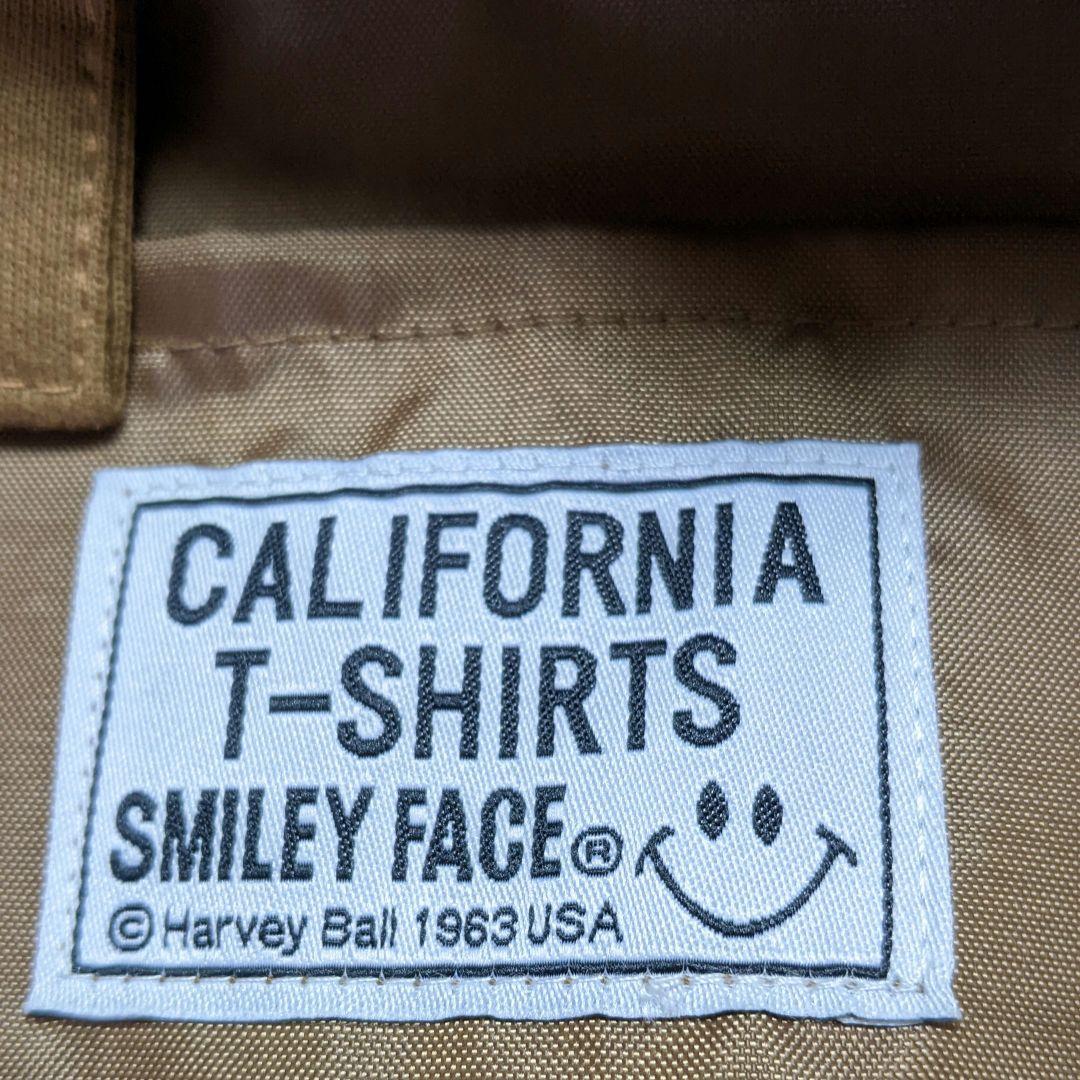 CALIFORNIA
T-SHIRTS
SMILEY FACE®
© Harvey Ball 1963 USA